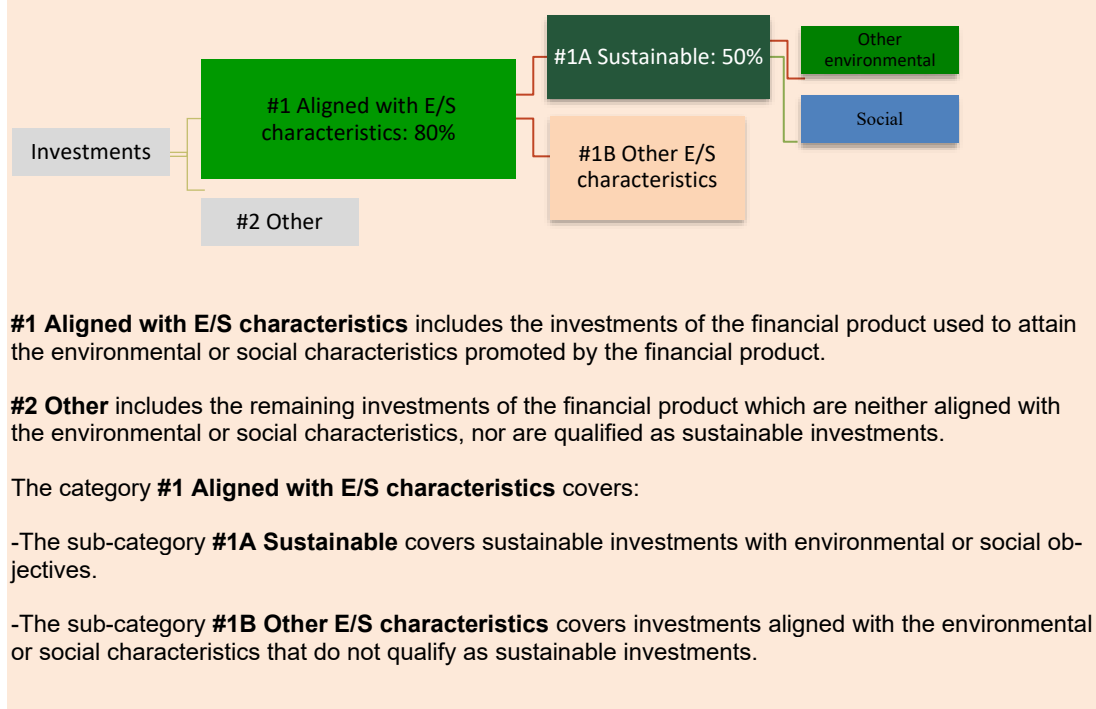 Investments
#1 Aligned with E/S
characteristics: 80%
#2 Other
#1A Sustainable: 50%
#1B Other E/S
characteristics
Other
environmental
Social
#1 Aligned with E/S characteristics includes the investments of the financial product used to attain
the environmental or social characteristics promoted by the financial product.
#2 Other includes the remaining investments of the financial product which are neither aligned with
the environmental or social characteristics, nor are qualified as sustainable investments.
The category #1 Aligned with E/S characteristics covers:
-The sub-category #1A Sustainable covers sustainable investments with environmental or social ob-
jectives.
-The sub-category #1B Other E/S characteristics covers investments aligned with the environmental
or social characteristics that do not qualify as sustainable investments.